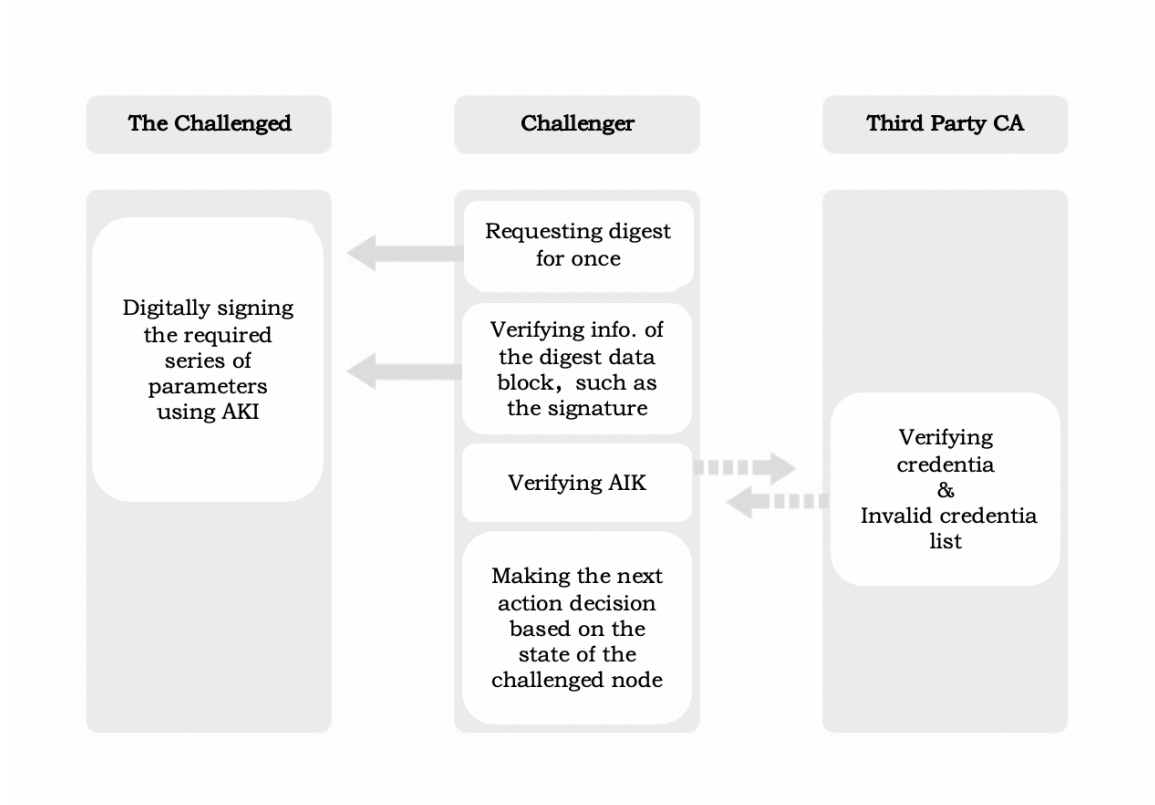 The Challenged
Challenger
Third Party CA
Digitally signing
the required
series of
parameters
using AKI
Requesting digest
for once
Verifying info. of
the digest data
block, such as
the signature
Verifying AIK
Making the next
action decision
based on the
state of the
challenged node
Verifying
credentia
&
Invalid credentia
list